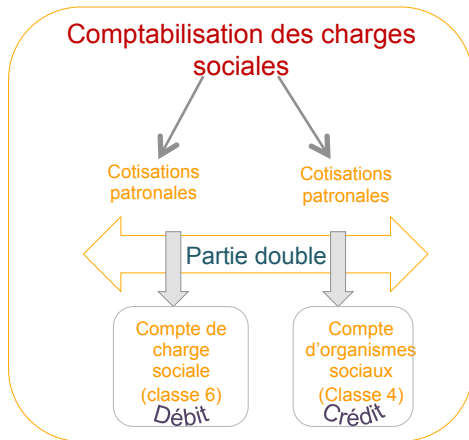 Comptabilisation des charges
sociales
Cotisations
patronales
Cotisations
patronales
Partie double
Compte de
charge
sociale
(classe 6)
Débit
Compte
d'organismes
sociaux
(Classe 4)
Crédit